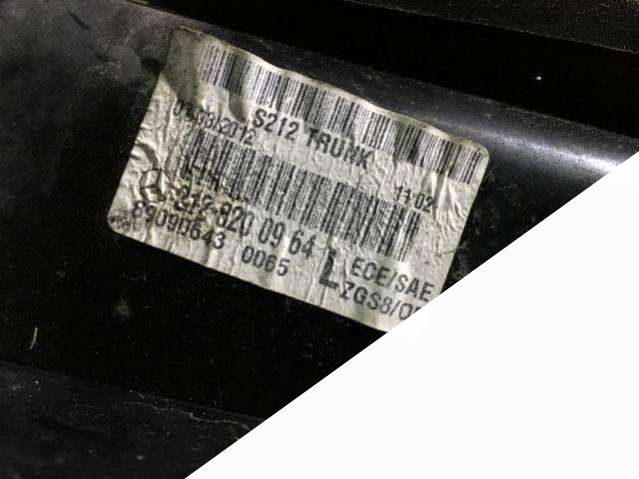 S212 TRUNK
11:02
212 820 09 64 L
ECE/SAE
89090643 0065